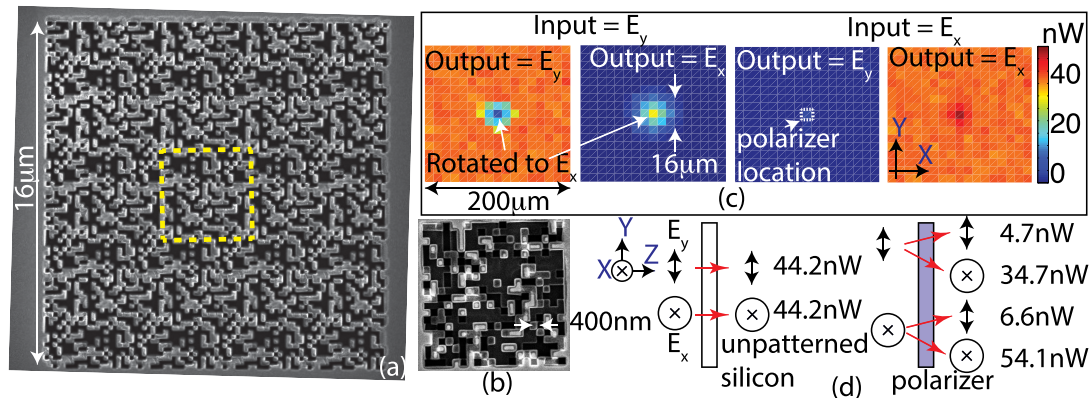 16μm
(a)
Input = E_y
Input = E_x
nW
Output = E_y
Output = E_x
Output = E_y
Output = E_x
40
20
0
Rotated to E_x
16μm
polarizer
location
Y
X
200μm
(c)
400nm
(b)
Y
X
Z
E_y
E_x
44.2nW
44.2nW
unpatterned
silicon
(d)
polarizer
4.7nW
34.7nW
6.6nW
54.1nW